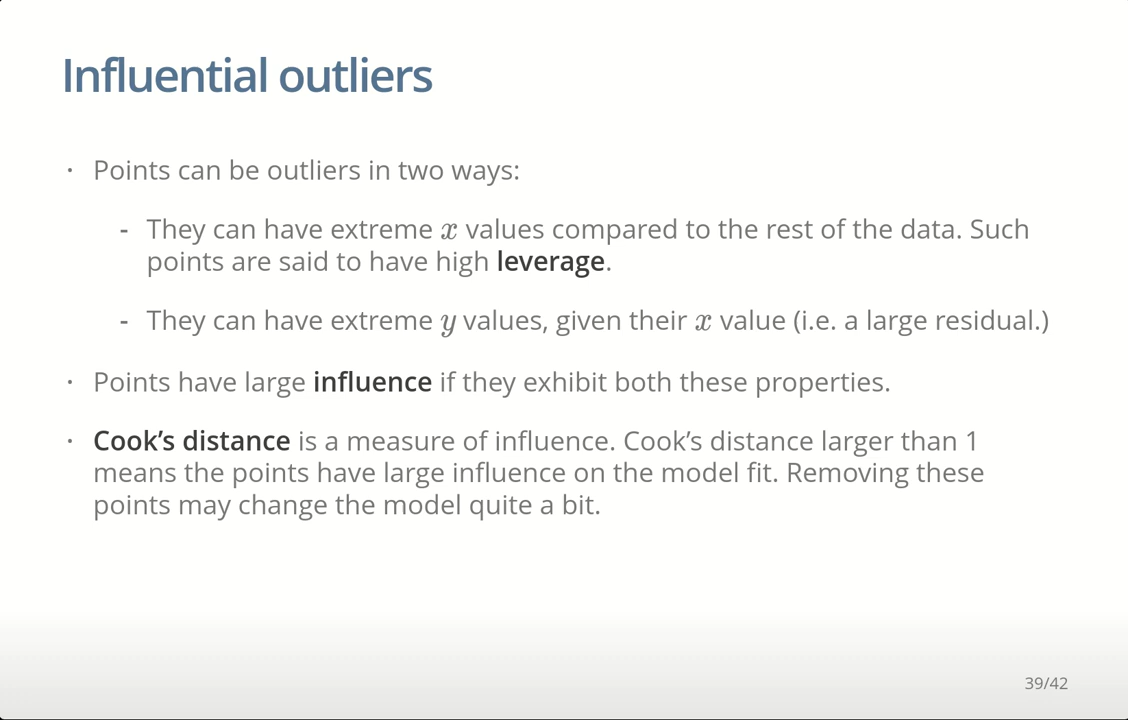 Influential outliers
· Points can be outliers in two ways:
- They can have extreme x values compared to the rest of the data. Such
points are said to have high leverage.
- They can have extreme y values, given their x value (i.e. a large residual.)
· Points have large influence if they exhibit both these properties.
· Cook’s distance is a measure of influence. Cook’s distance larger than 1
means the points have large influence on the model fit. Removing these
points may change the model quite a bit.
39/42